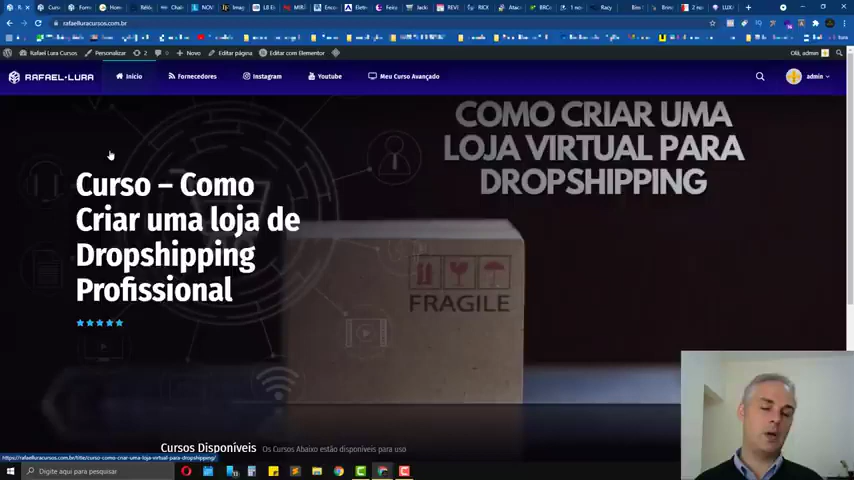 rafaelluracursos.com.br
Rafael Lura Cursos Personalizar 2 0 Novo Editar página Editar com Elementor Olá, admin
RAFAEL·LURA Início Fornecedores Instagram Youtube Meu Curso Avançado admin
COMO CRIAR UMA
LOJA VIRTUAL PARA
DROPSHIPPING
Curso – Como
Criar uma loja de
Dropshipping
Profissional
FRAGILE
Cursos Disponíveis Os Cursos Abaixo estão disponíveis para uso
https://rafaelluracursos.com.br/title/curso-como-criar-uma-loja-virtual-para-dropshipping/
Digite aqui para pesquisar